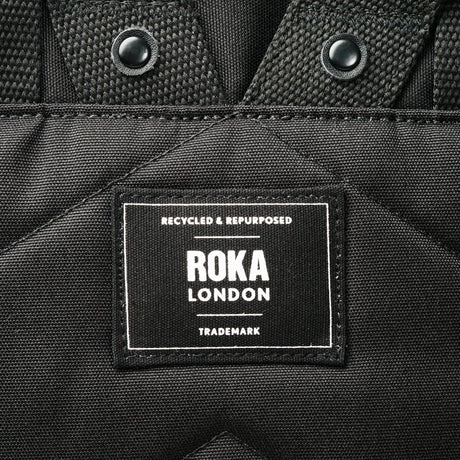 RECYCLED & REPURPOSED
ROKA
LONDON
TRADEMARK